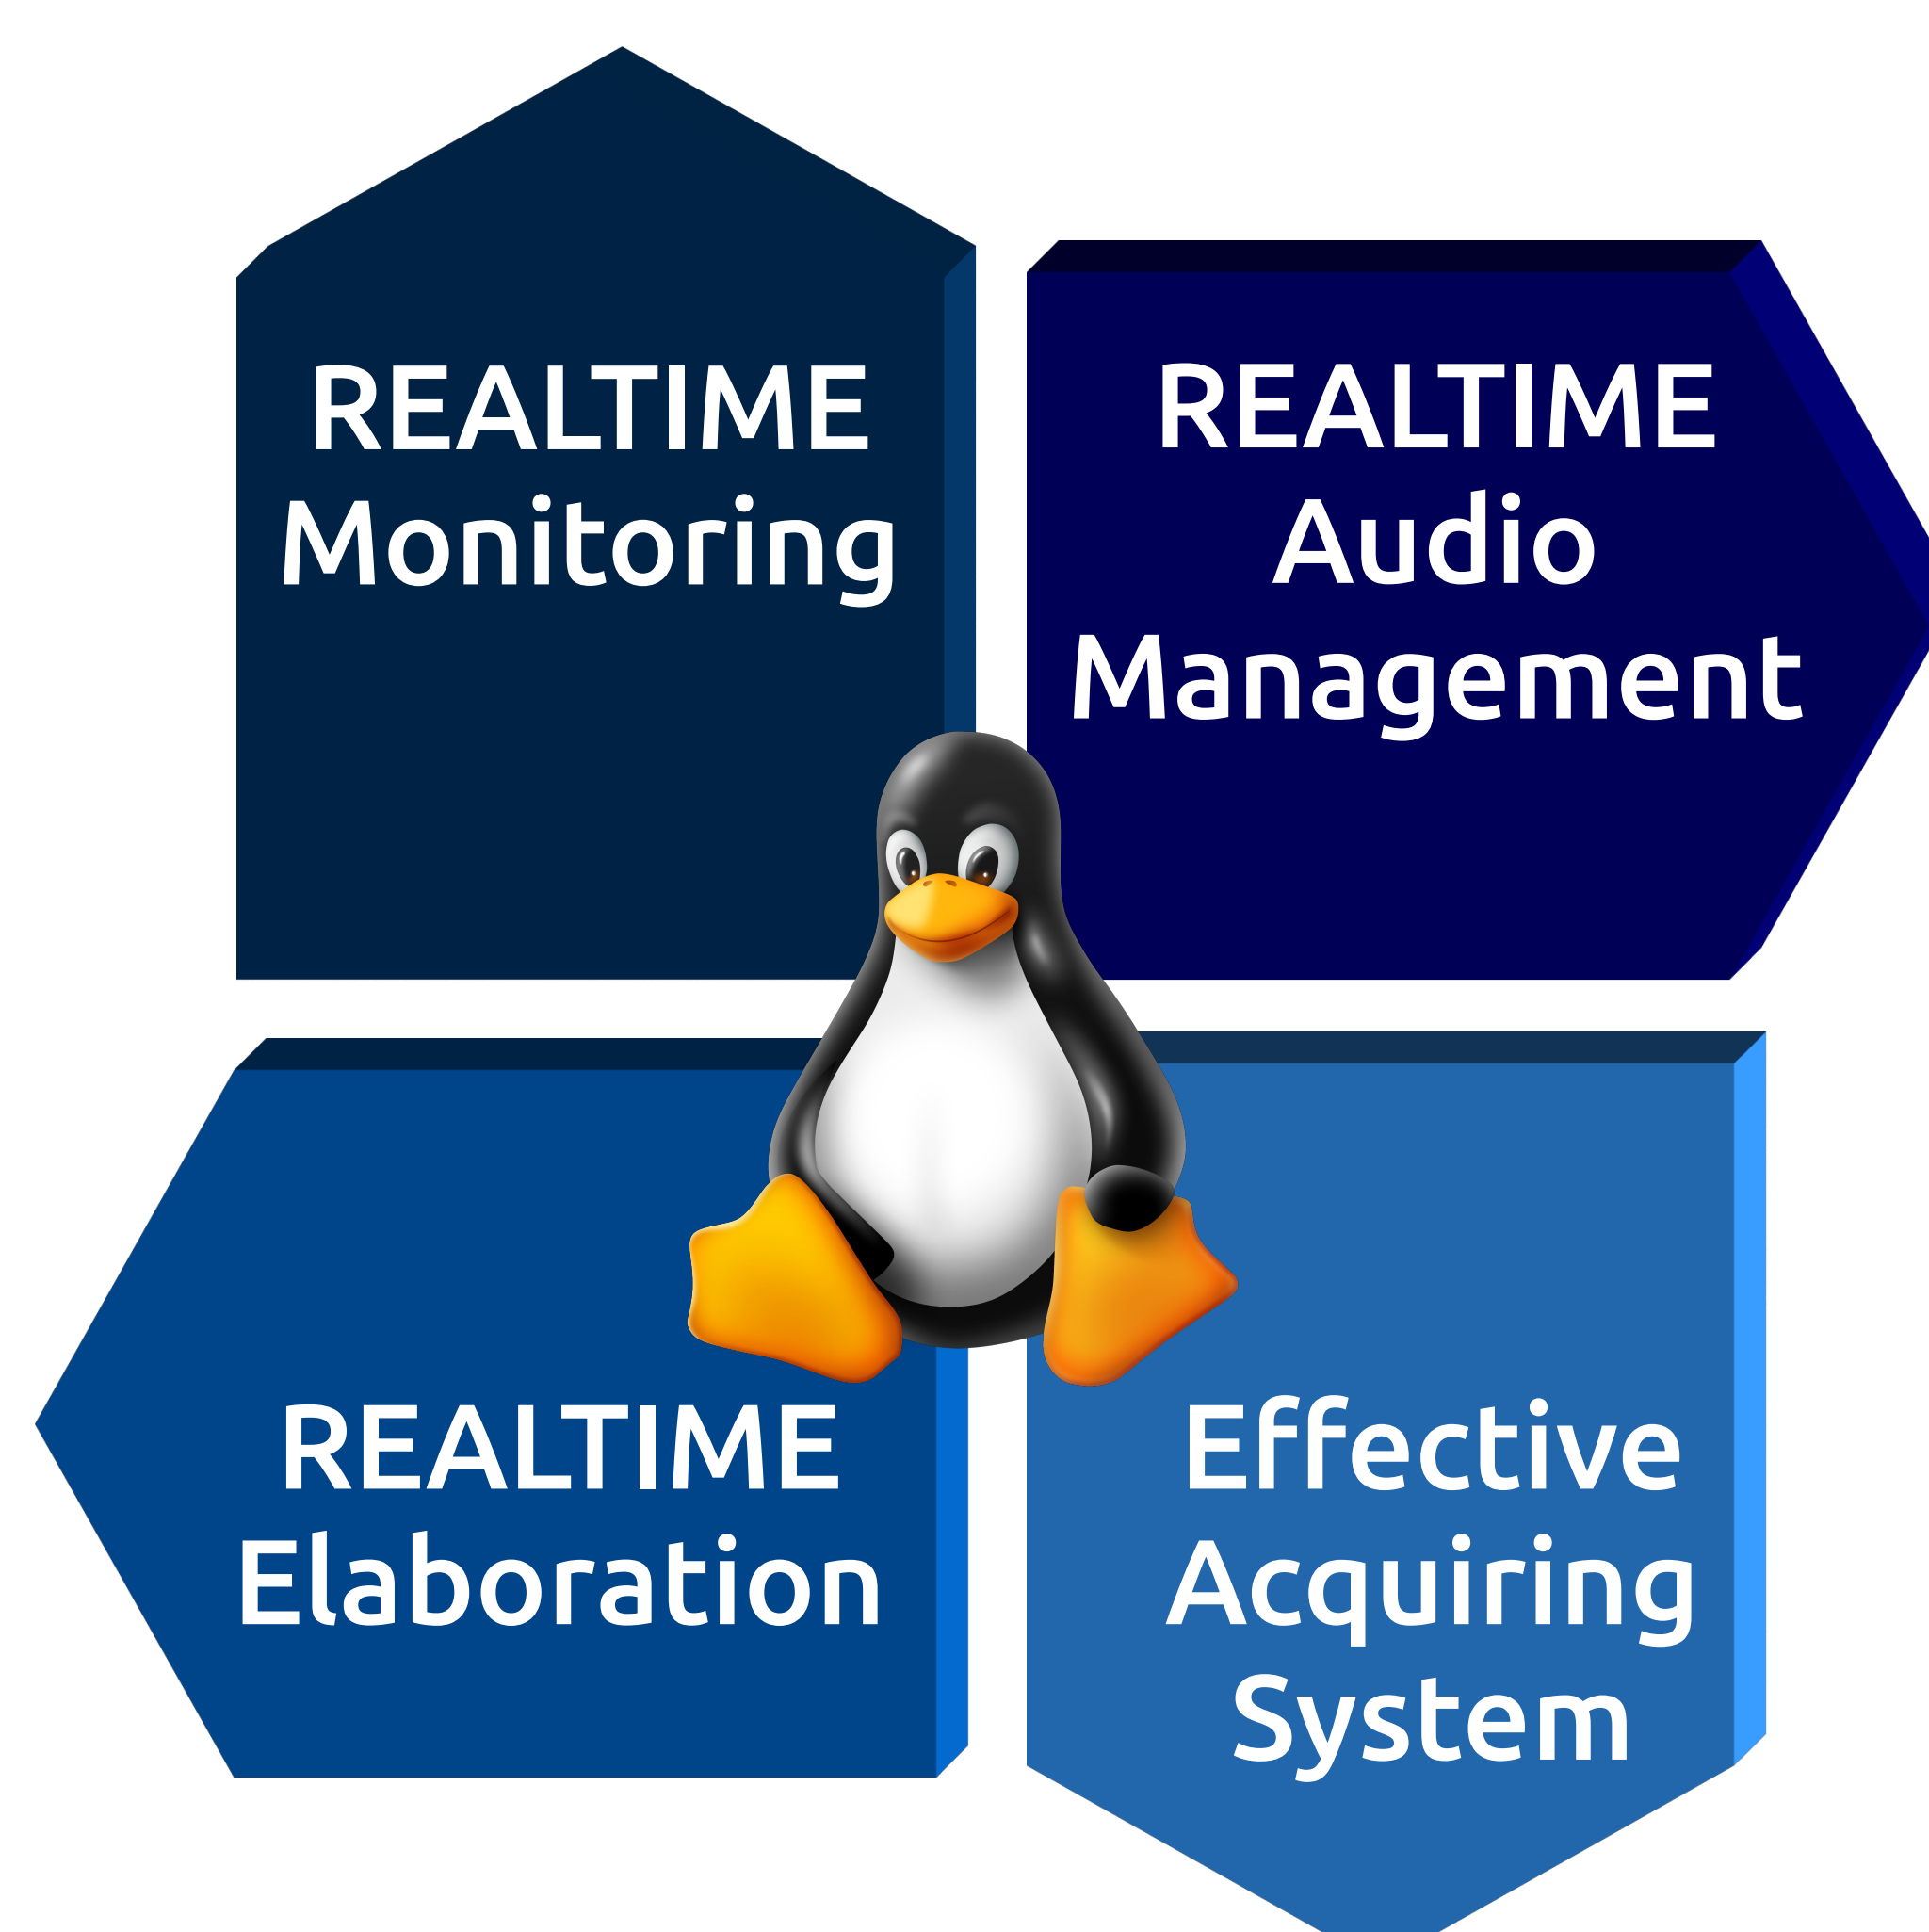 REALTIME
Monitoring
REALTIME
Audio
Management
REALTIME
Elaboration
Effective
Acquiring
System